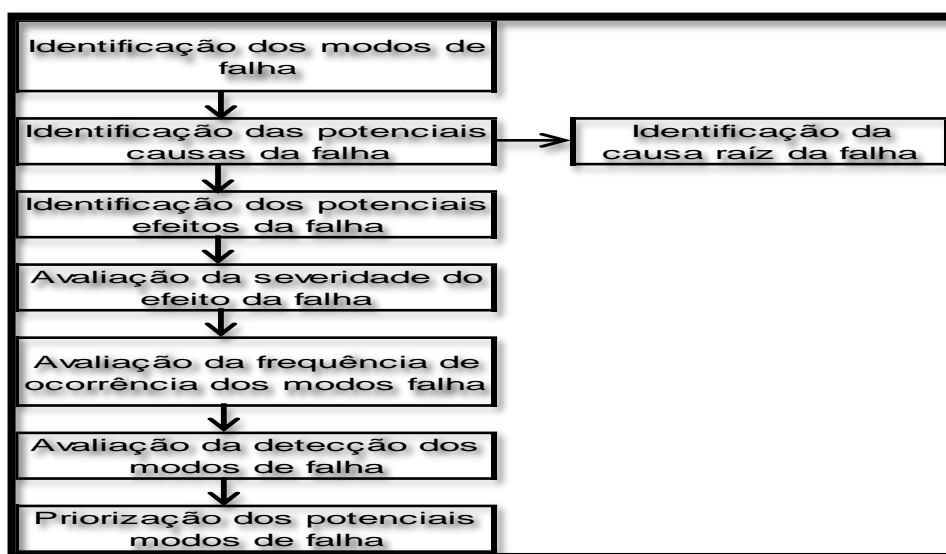 Identificação dos modos de
falha
Identificação das potenciais
causas da falha
Identificação da
causa raíz da falha
Identificação dos potenciais
efeitos da falha
Avaliação da severidade do
efeito da falha
Avaliação da frequência de
ocorrência dos modos falha
Avaliação da detecção dos
modos de falha
Priorização dos potenciais
modos de falha